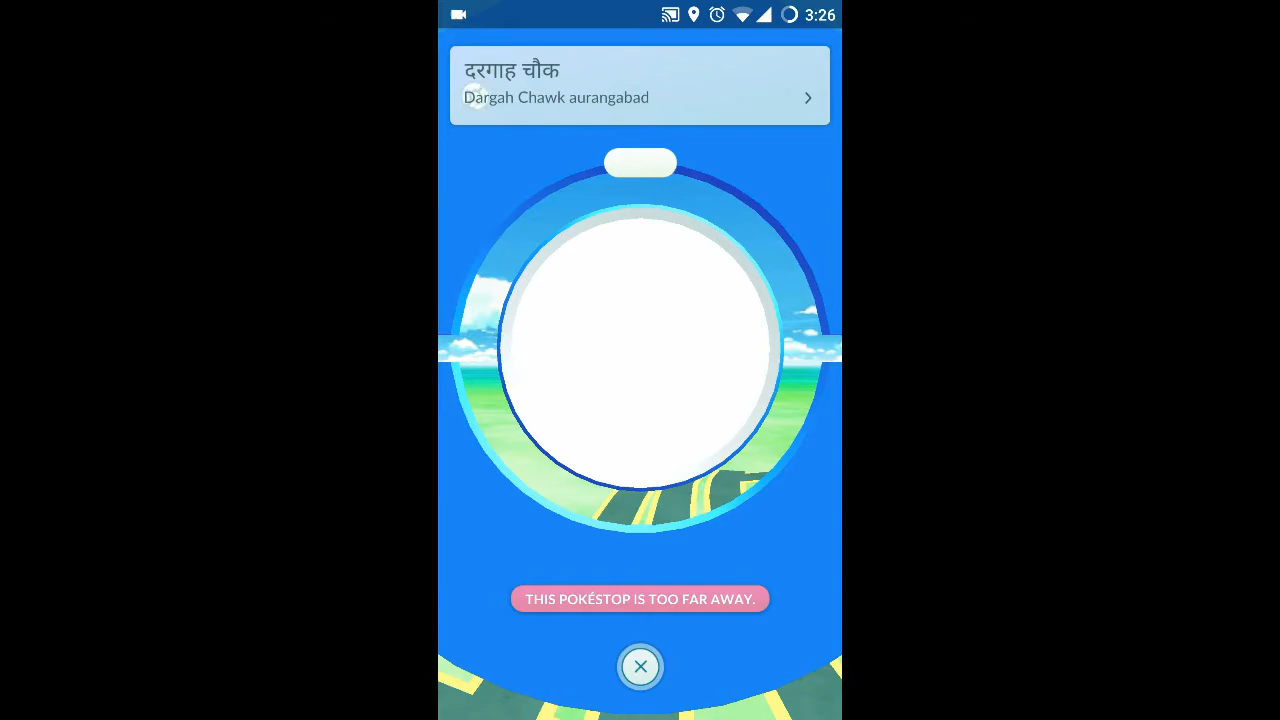 3:26
दरगाह चौक
Dargah Chawk aurangabad
THIS POKÉSTOP IS TOO FAR AWAY.